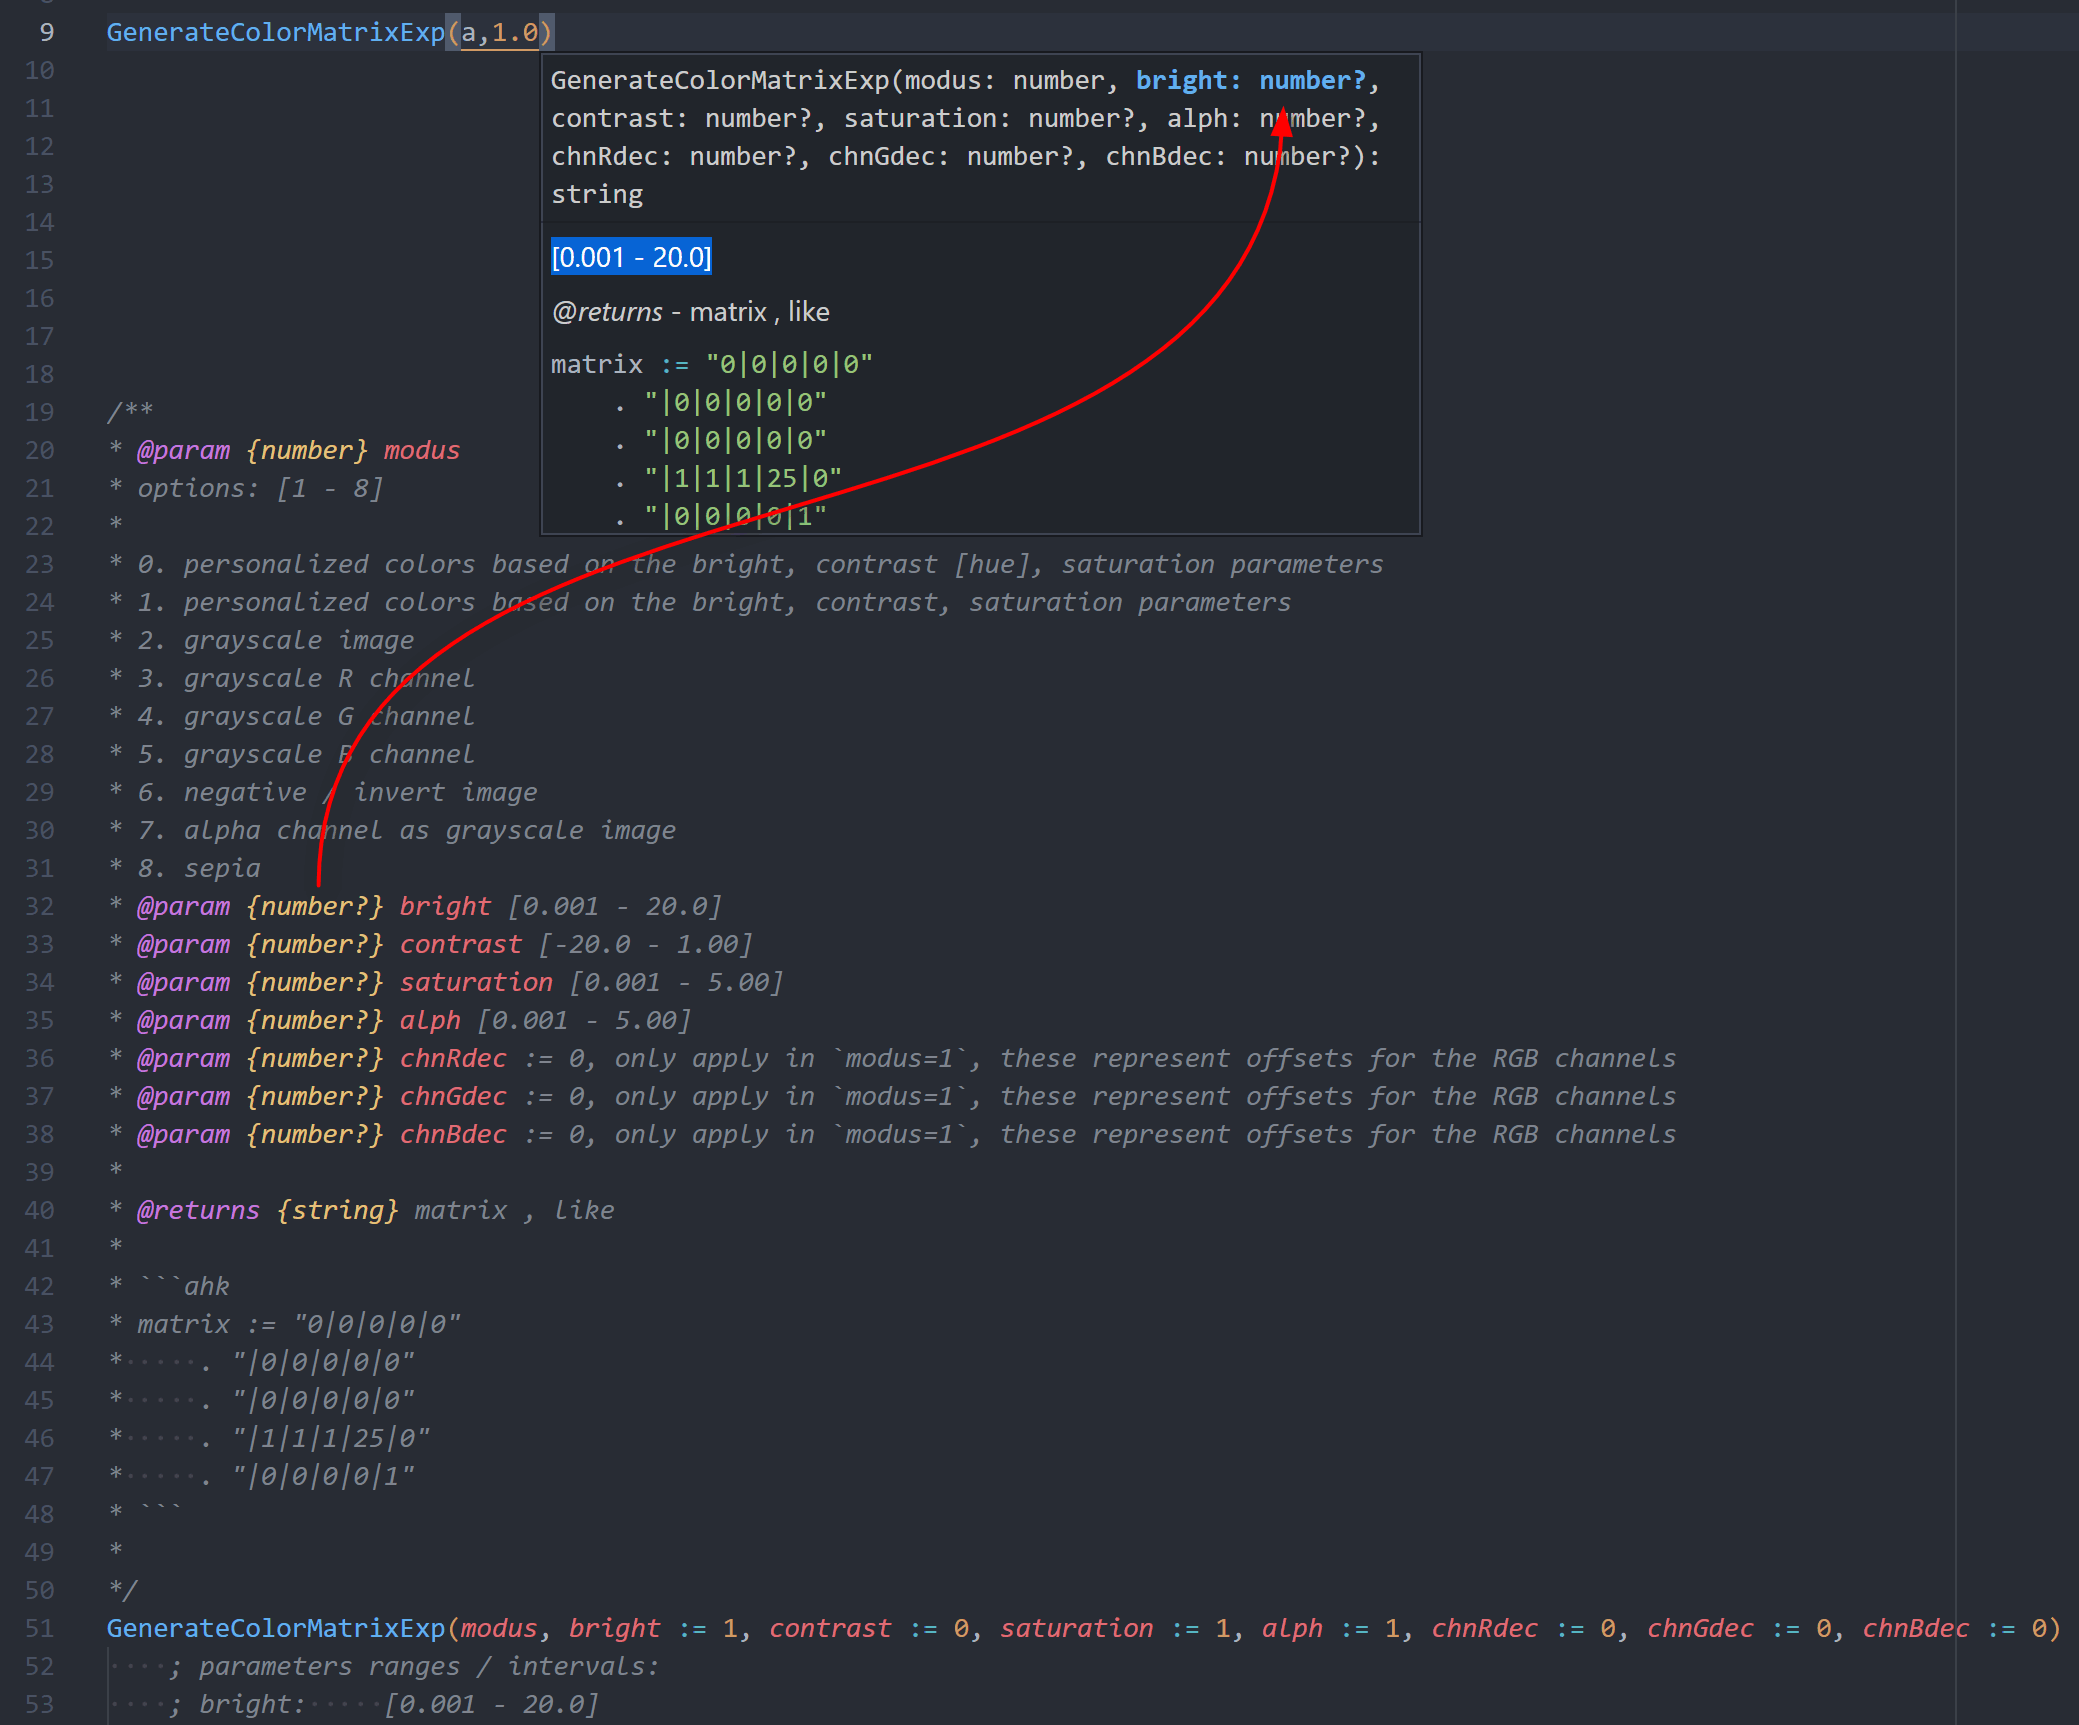 9 GenerateColorMatrixExp(a,1.0)
GenerateColorMatrixExp(modus: number, bright: number?,
contrast: number?, saturation: number?, alph: number?,
chnRdec: number?, chnGdec: number?, chnBdec: number?):
string
[0.001 - 20.0]
@returns - matrix , like
matrix := "0|0|0|0|0"
. "|0|0|0|0|0"
. "|0|0|0|0|0"
. "|1|1|1|25|0"
. "|0|0|0|0|1"
10
11
12
13
14
15
16
17
18
19 /**
20 * @param {number} modus
21 * options: [1 - 8]
22 *
23 * 0. personalized colors based on the bright, contrast [hue], saturation parameters
24 * 1. personalized colors based on the bright, contrast, saturation parameters
25 * 2. grayscale image
26 * 3. grayscale R channel
27 * 4. grayscale G channel
28 * 5. grayscale B channel
29 * 6. negative / invert image
30 * 7. alpha channel as grayscale image
31 * 8. sepia
32 * @param {number?} bright [0.001 - 20.0]
33 * @param {number?} contrast [-20.0 - 1.00]
34 * @param {number?} saturation [0.001 - 5.00]
35 * @param {number?} alph [0.001 - 5.00]
36 * @param {number?} chnRdec := 0, only apply in `modus=1`, these represent offsets for the RGB channels
37 * @param {number?} chnGdec := 0, only apply in `modus=1`, these represent offsets for the RGB channels
38 * @param {number?} chnBdec := 0, only apply in `modus=1`, these represent offsets for the RGB channels
39 *
40 * @returns {string} matrix , like
41 *
42 * ```ahk
43 * matrix := "0|0|0|0|0"
44 *     . "|0|0|0|0|0"
45 *     . "|0|0|0|0|0"
46 *     . "|1|1|1|25|0"
47 *     . "|0|0|0|0|1"
48 * ```
49 *
50 */
51 GenerateColorMatrixExp(modus, bright := 1, contrast := 0, saturation := 1, alph := 1, chnRdec := 0, chnGdec := 0, chnBdec := 0)
52     ; parameters ranges / intervals:
53     ; bright:     [0.001 - 20.0]